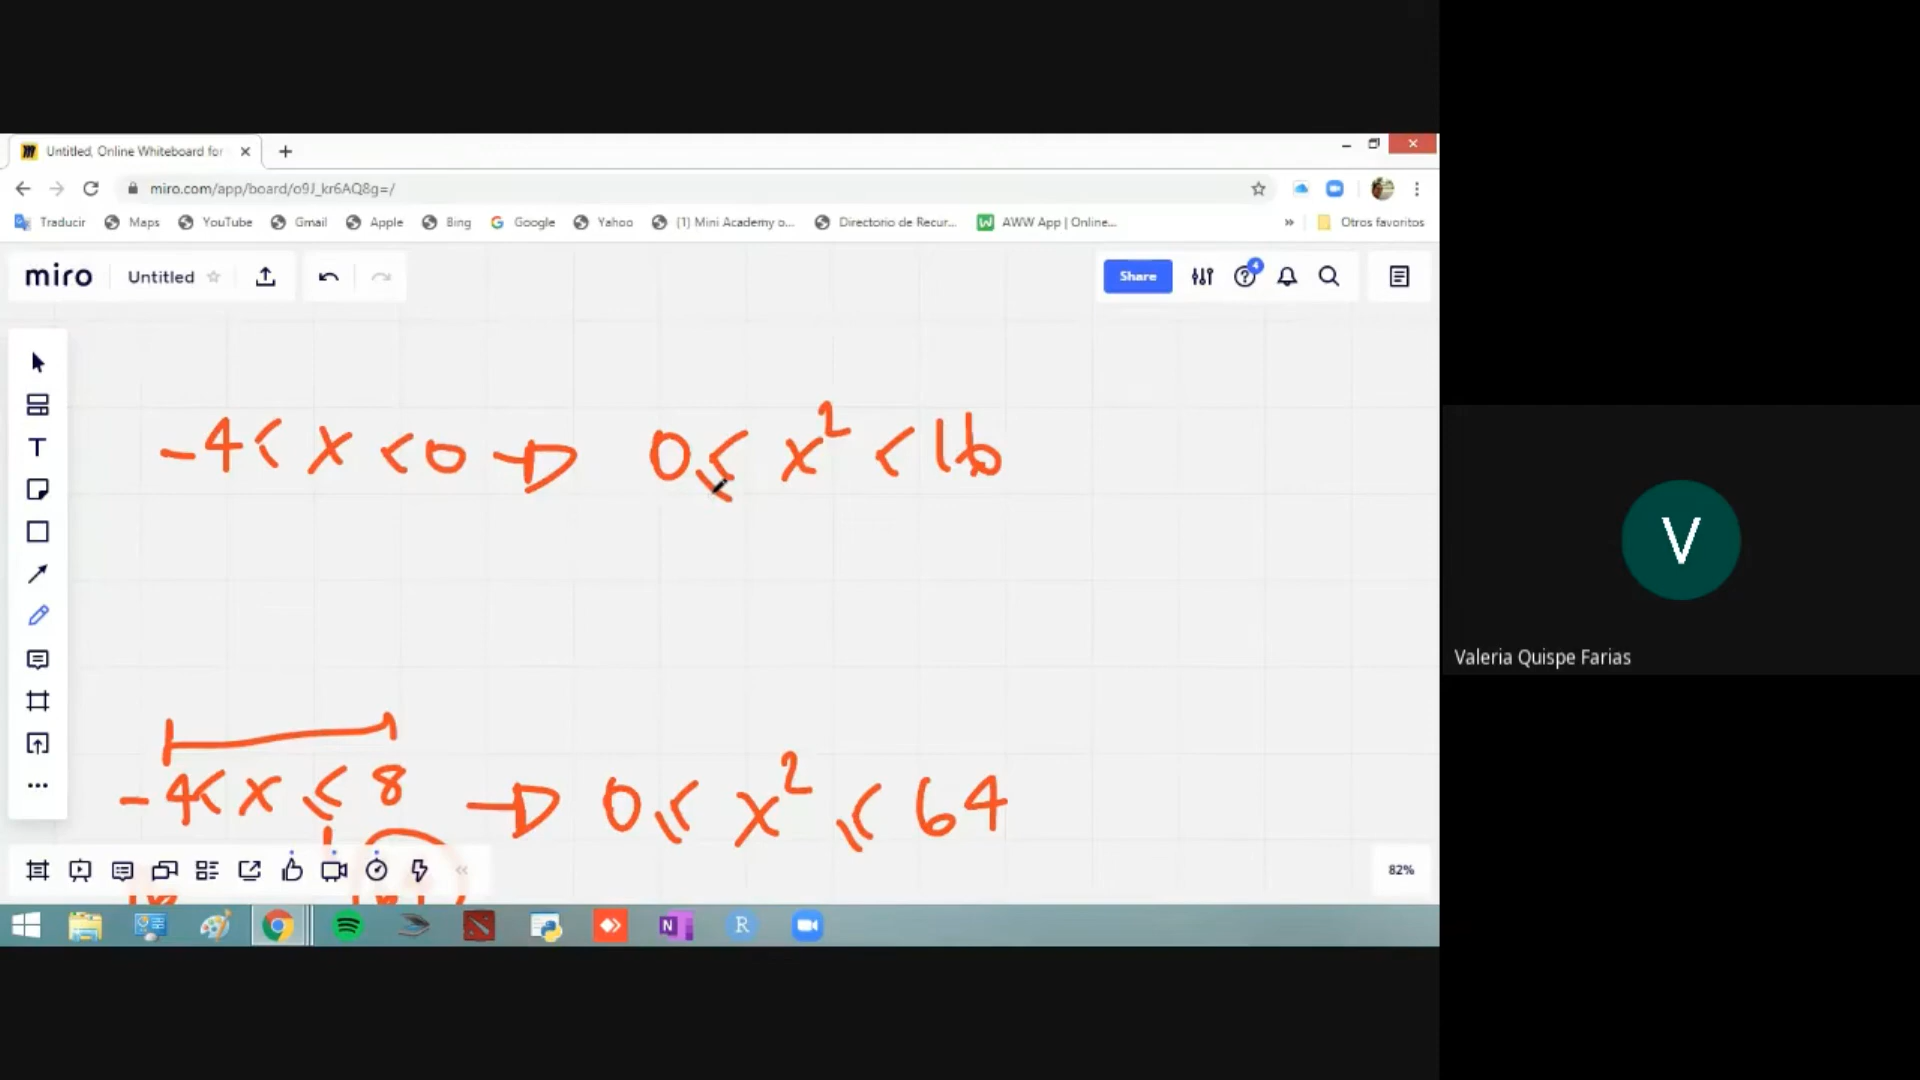 Untitled, Online Whiteboard for
miro.com/app/board/o9J_kr6AQ8g=/
Traducir Maps YouTube Gmail Apple Bing Google Yahoo (1) Mini Academy o... Directorio de Recur... AWW App | Online... » Otros favoritos
miro Untitled Share 4
-4 < x < 0 → 0 ≤ x² < 16
V
Valeria Quispe Farias
-4 < x ≤ 8 → 0 ≤ x² ≤ 64
82%